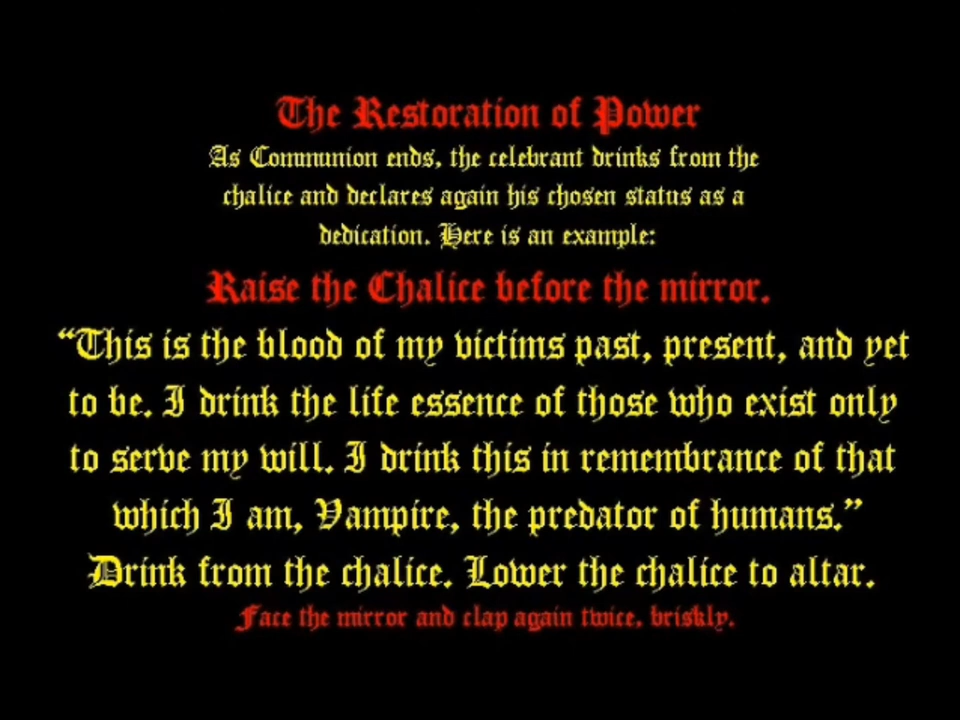 The Restoration of Power
As Communion ends, the celebrant drinks from the
chalice and declares again his chosen status as a
dedication. Here is an example:
Raise the Chalice before the mirror.
“This is the blood of my victims past, present, and yet
to be. I drink the life essence of those who exist only
to serve my will. I drink this in remembrance of that
which I am, Vampire, the predator of humans.”
Drink from the chalice. Lower the chalice to altar.
Face the mirror and clap again twice, briskly.